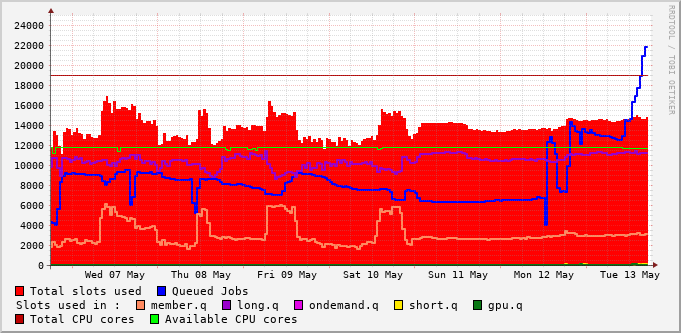 24000
22000
20000
18000
16000
14000
12000
10000
8000
6000
4000
2000
0
Wed 07 May Thu 08 May Fri 09 May Sat 10 May Sun 11 May Mon 12 May Tue 13 May
Total slots used Queued Jobs
Slots used in : member.q long.q ondemand.q short.q gpu.q
Total CPU cores Available CPU cores
RRDTOOL / TOBI OETIKER